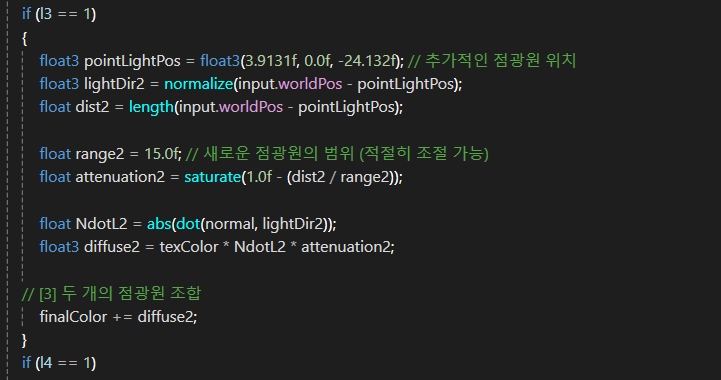 if (l3 == 1)
{
float3 pointLightPos = float3(3.9131f, 0.0f, -24.132f); // 추가적인 점광원 위치
float3 lightDir2 = normalize(input.worldPos - pointLightPos);
float dist2 = length(input.worldPos - pointLightPos);
float range2 = 15.0f; // 새로운 점광원의 범위 (적절히 조절 가능)
float attenuation2 = saturate(1.0f - (dist2 / range2));
float NdotL2 = abs(dot(normal, lightDir2));
float3 diffuse2 = texColor * NdotL2 * attenuation2;
// [3] 두 개의 점광원 조합
finalColor += diffuse2;
}
if (l4 == 1)